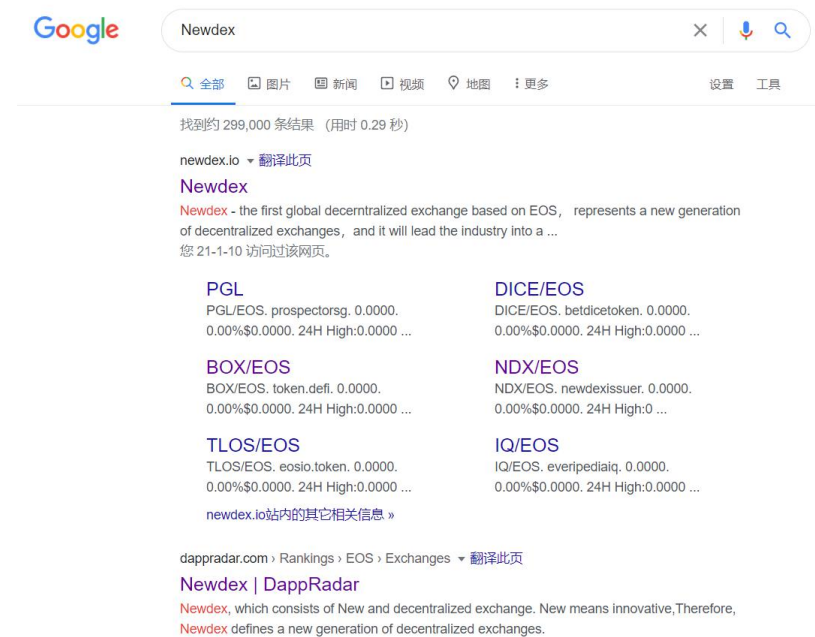 Google
Newdex
全部 图片 新闻 视频 地图 更多 设置 工具
找到约 299,000 条结果 （用时 0.29 秒）
newdex.io 翻译此页
Newdex
Newdex - the first global decerntralized exchange based on EOS， represents a new generation
of decentralized exchanges，and it will lead the industry into a ...
您 21-1-10 访问过该网页。
PGL
PGL/EOS. prospectorsg. 0.0000.
0.00%$0.0000. 24H High:0.0000 ...
DICE/EOS
DICE/EOS. betdicetoken. 0.0000.
0.00%$0.0000. 24H High:0.0000 ...
BOX/EOS
BOX/EOS. token.defi. 0.0000.
0.00%$0.0000. 24H High:0.0000 ...
NDX/EOS
NDX/EOS. newdexissuer. 0.0000.
0.00%$0.0000. 24H High:0 ...
TLOS/EOS
TLOS/EOS. eosio.token. 0.0000.
0.00%$0.0000. 24H High:0.0000 ...
IQ/EOS
IQ/EOS. everipediaiq. 0.0000.
0.00%$0.0000. 24H High:0.0000 ...
newdex.io站内的其它相关信息 »
dappradar.com › Rankings › EOS › Exchanges 翻译此页
Newdex | DappRadar
Newdex, which consists of New and decentralized exchange. New means innovative,Therefore,
Newdex defines a new generation of decentralized exchanges.